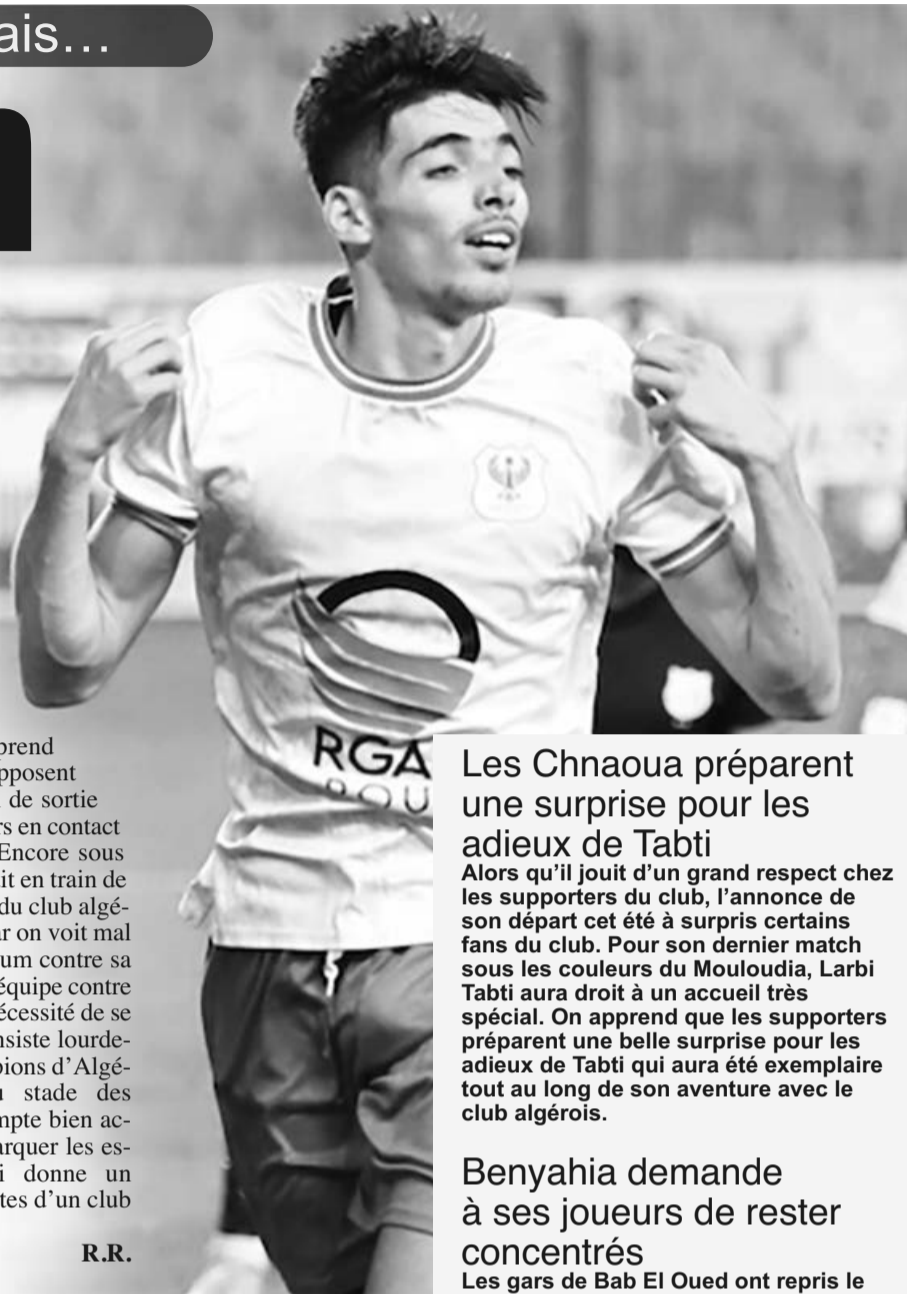 ais…
prend
pposent
de sortie
rs en contact
Encore sous
it en train de
du club algé-
ar on voit mal
um contre sa
équipe contre
écessité de se
nsiste lourde-
pions d'Algé-
stade des
mpte bien ac-
arquer les es-
i donne un
tes d'un club
R.R.
RGA
OU
Les Chnaoua préparent
une surprise pour les
adieux de Tabti
Alors qu'il jouit d'un grand respect chez
les supporters du club, l'annonce de
son départ cet été à surpris certains
fans du club. Pour son dernier match
sous les couleurs du Mouloudia, Larbi
Tabti aura droit à un accueil très
spécial. On apprend que les supporters
préparent une belle surprise pour les
adieux de Tabti qui aura été exemplaire
tout au long de son aventure avec le
club algérois.
Benyahia demande
à ses joueurs de rester
concentrés
Les gars de Bab El Oued ont repris le